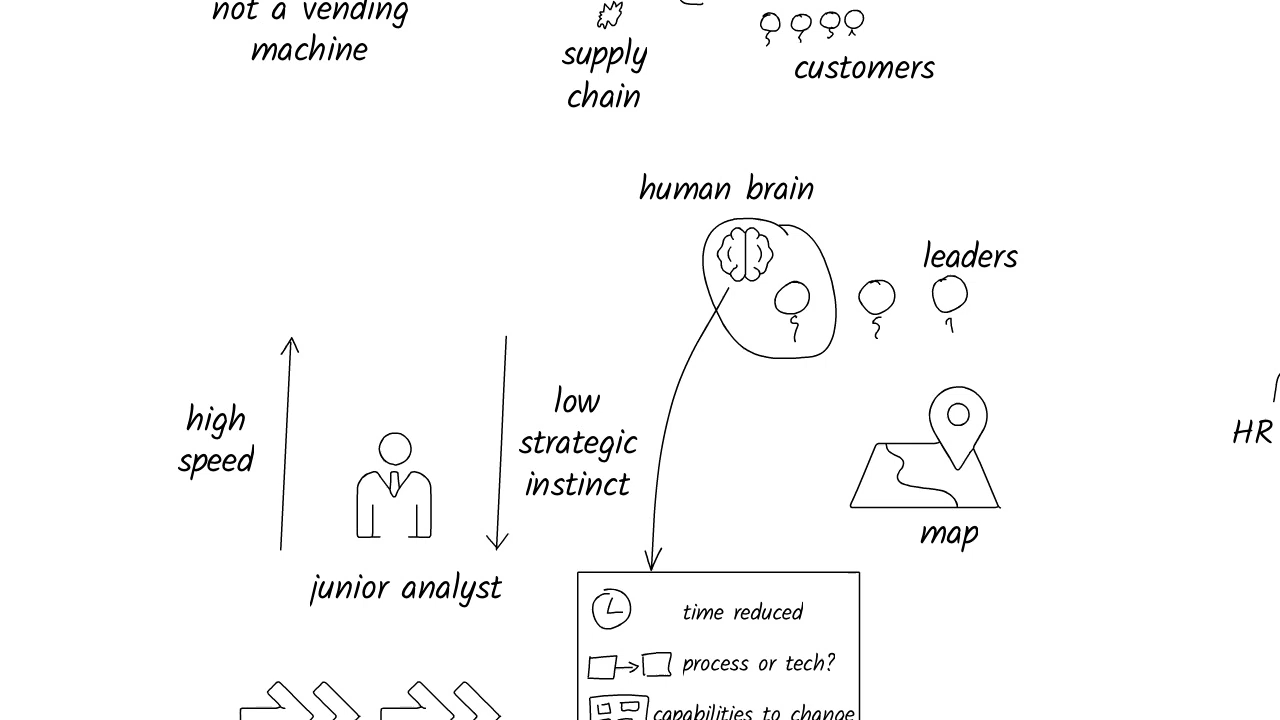 not a vending
machine
supply
chain
customers
human brain
leaders
high
speed
low
strategic
instinct
HR
map
junior analyst
time reduced
process or tech?
capabilities to change